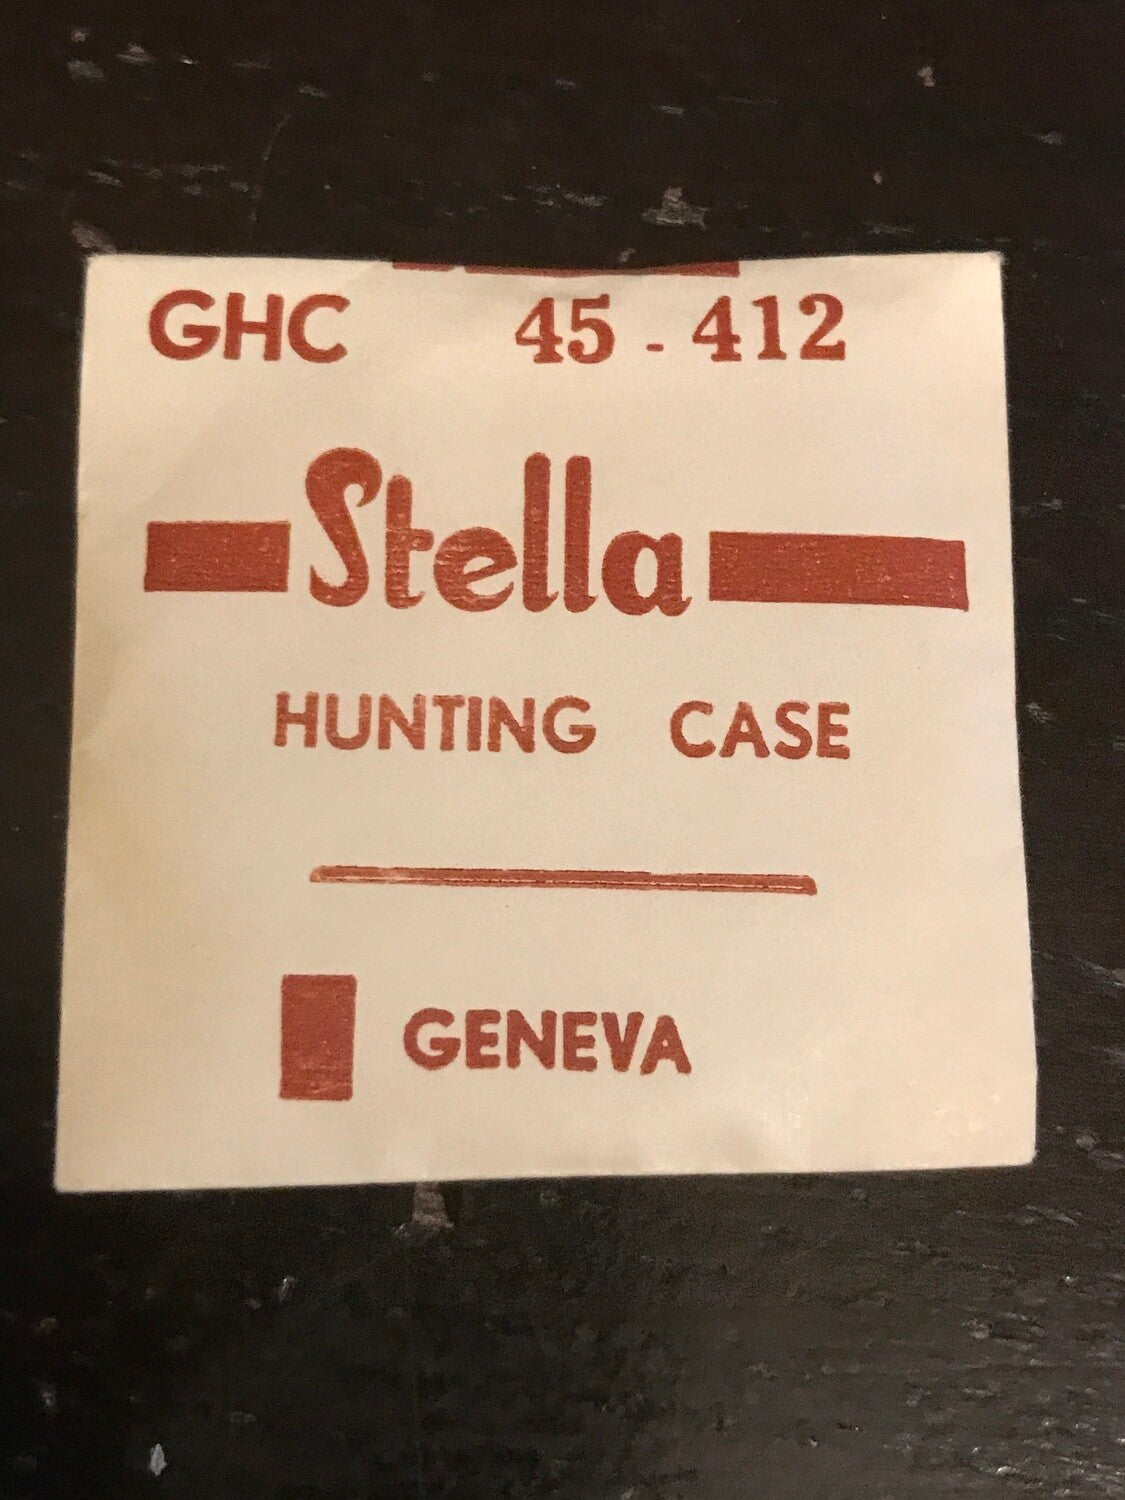 GHC 45 - 412
Stella
HUNTING CASE
GENEVA